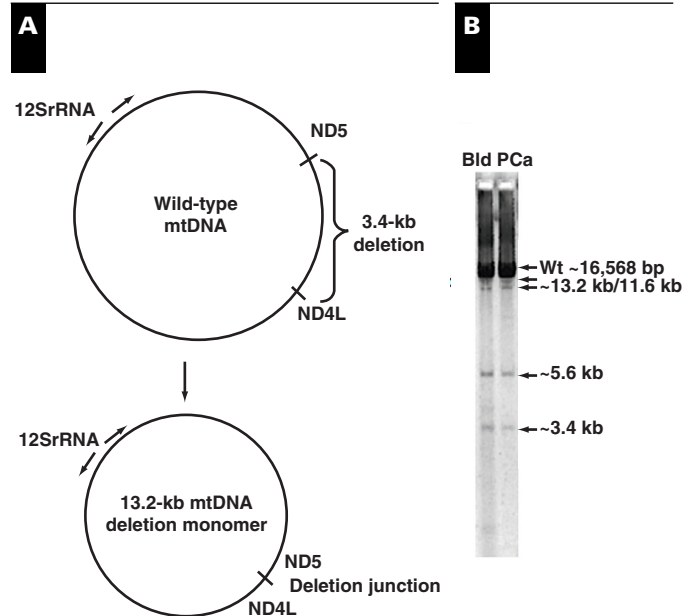 A
12SrRNA
ND5
Wild-type
mtDNA
3.4-kb
deletion
ND4L
12SrRNA
13.2-kb mtDNA
deletion monomer
ND5
Deletion junction
ND4L
B
Bld PCa
Wt ~16,568 bp
~13.2 kb/11.6 kb
~5.6 kb
~3.4 kb